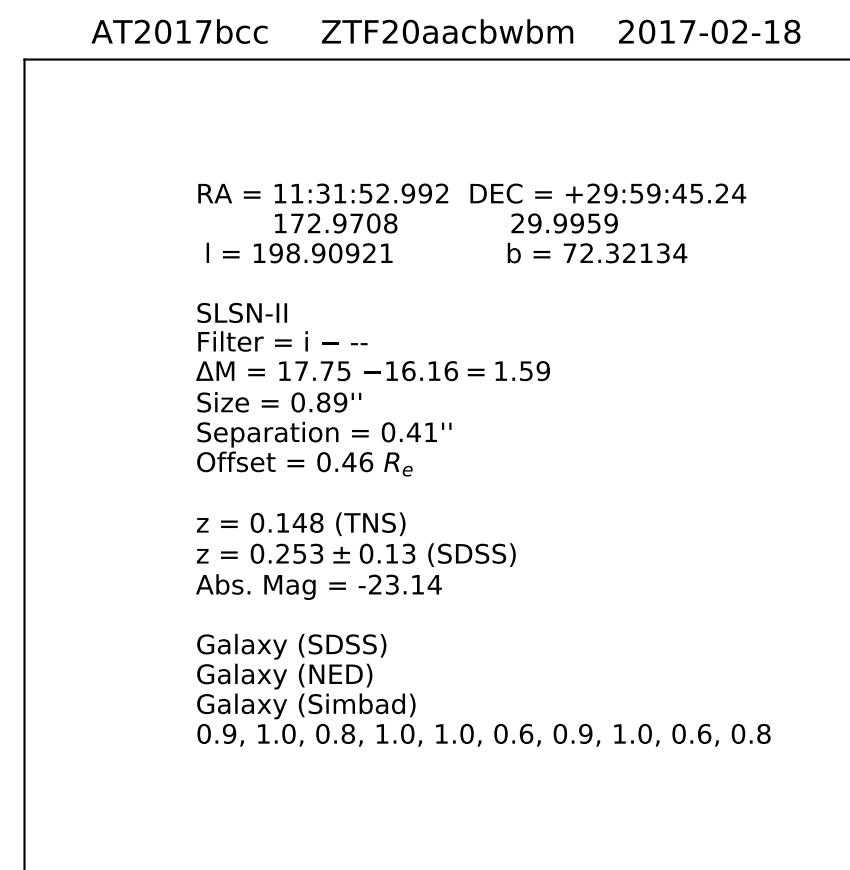 AT2017bcc ZTF20aacbwbm 2017-02-18
RA = 11:31:52.992 DEC = +29:59:45.24
172.9708 29.9959
l = 198.90921 b = 72.32134
SLSN-II
Filter = i − --
ΔM = 17.75 −16.16 = 1.59
Size = 0.89''
Separation = 0.41''
Offset = 0.46 Re
z = 0.148 (TNS)
z = 0.253 ± 0.13 (SDSS)
Abs. Mag = -23.14
Galaxy (SDSS)
Galaxy (NED)
Galaxy (Simbad)
0.9, 1.0, 0.8, 1.0, 1.0, 0.6, 0.9, 1.0, 0.6, 0.8